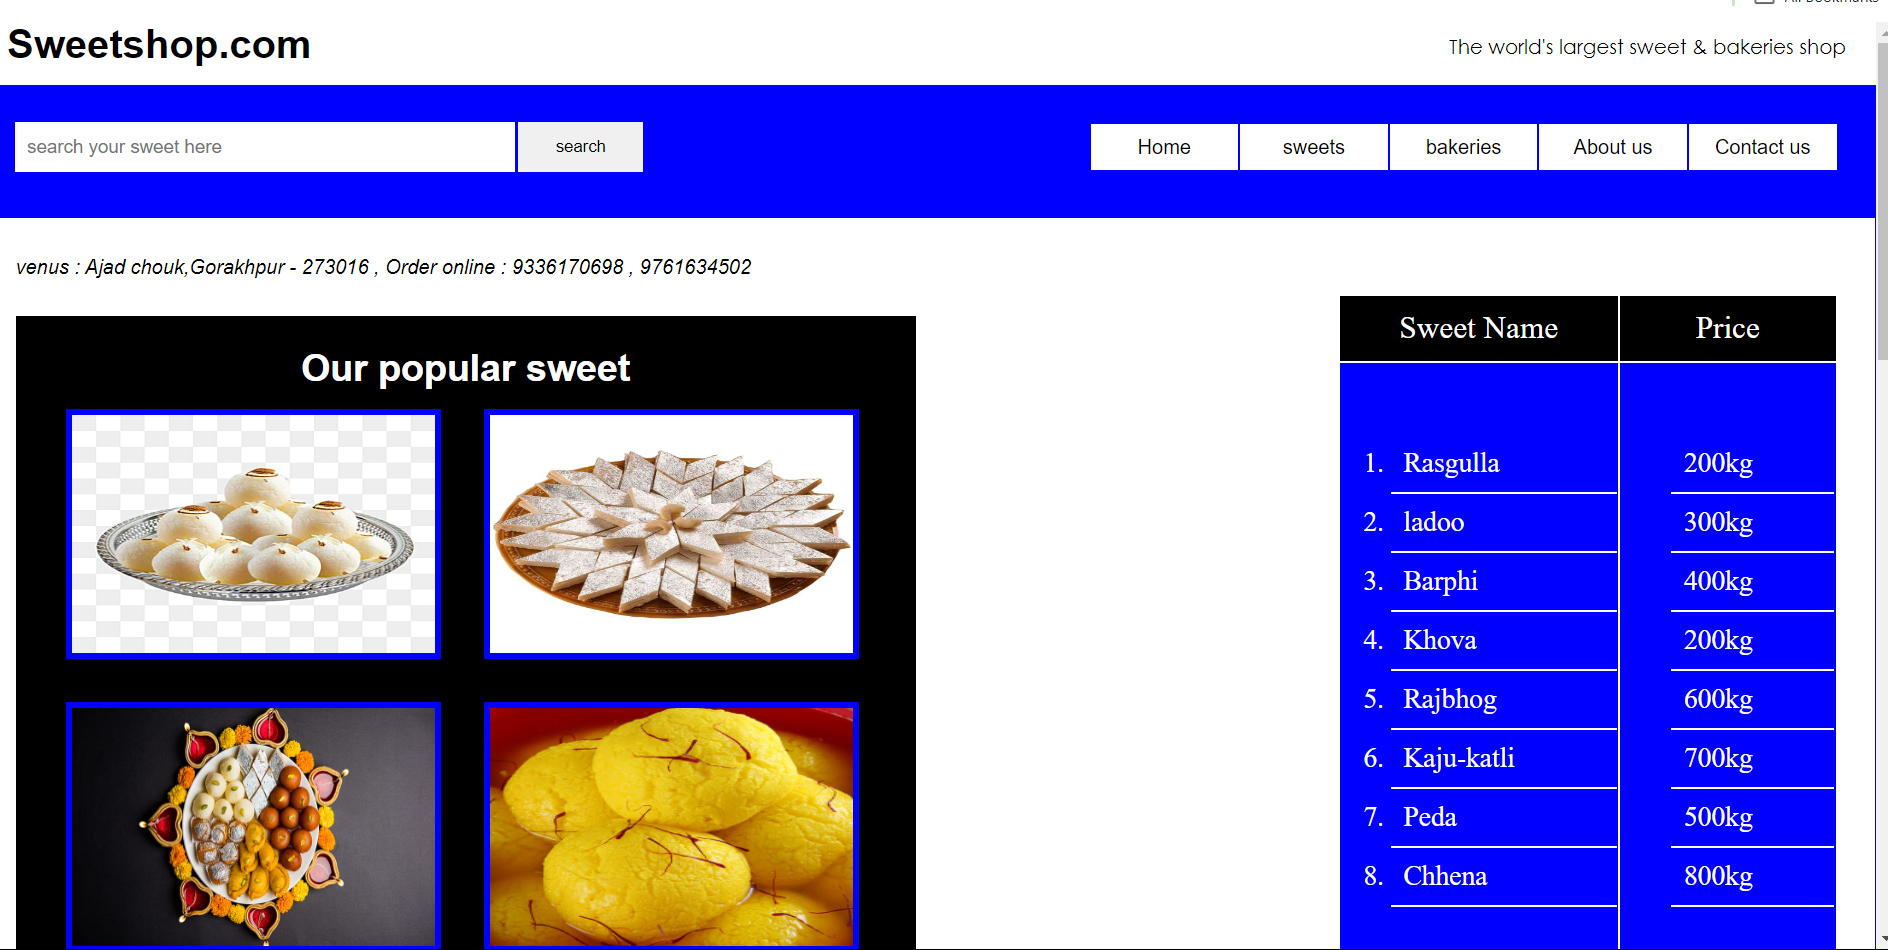 Sweetshop.com
The world's largest sweet & bakeries shop
search your sweet here
search
Home
sweets
bakeries
About us
Contact us
venus : Ajad chouk,Gorakhpur - 273016 , Order online : 9336170698 , 9761634502
Our popular sweet
Sweet Name Price
1. Rasgulla 200kg
2. ladoo 300kg
3. Barphi 400kg
4. Khova 200kg
5. Rajbhog 600kg
6. Kaju-katli 700kg
7. Peda 500kg
8. Chhena 800kg